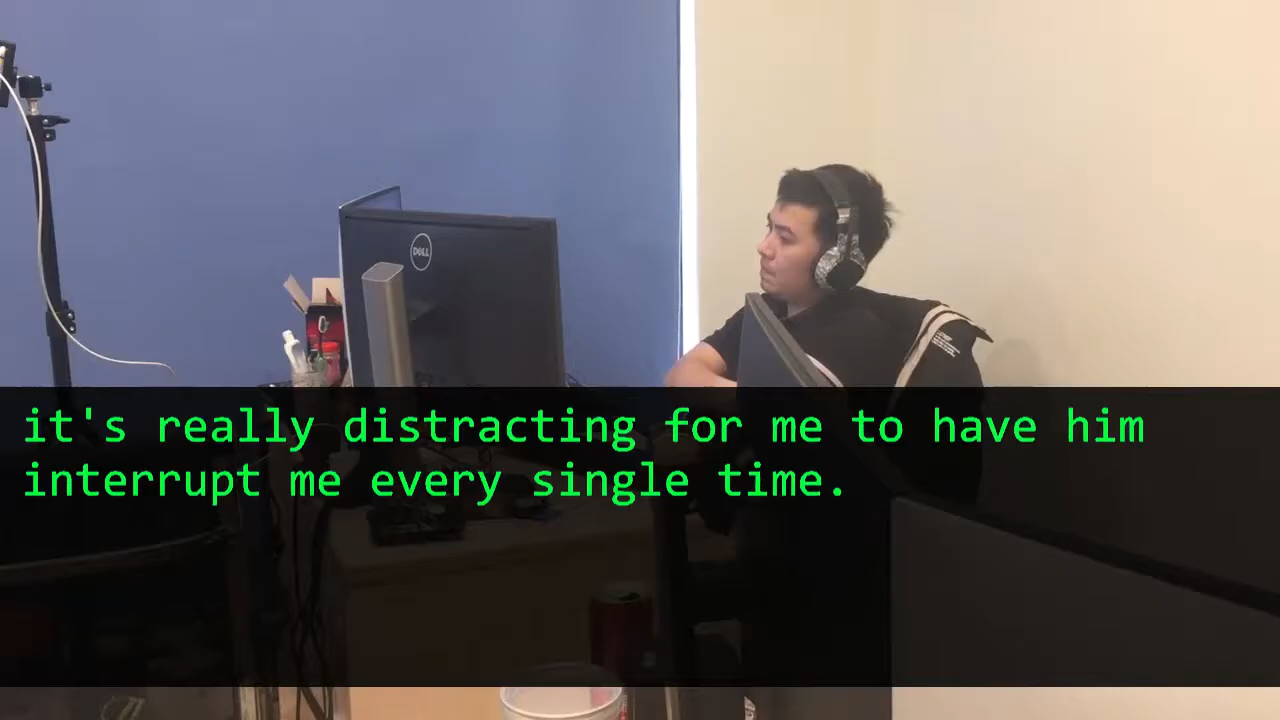 DELL
it's really distracting for me to have him
interrupt me every single time.